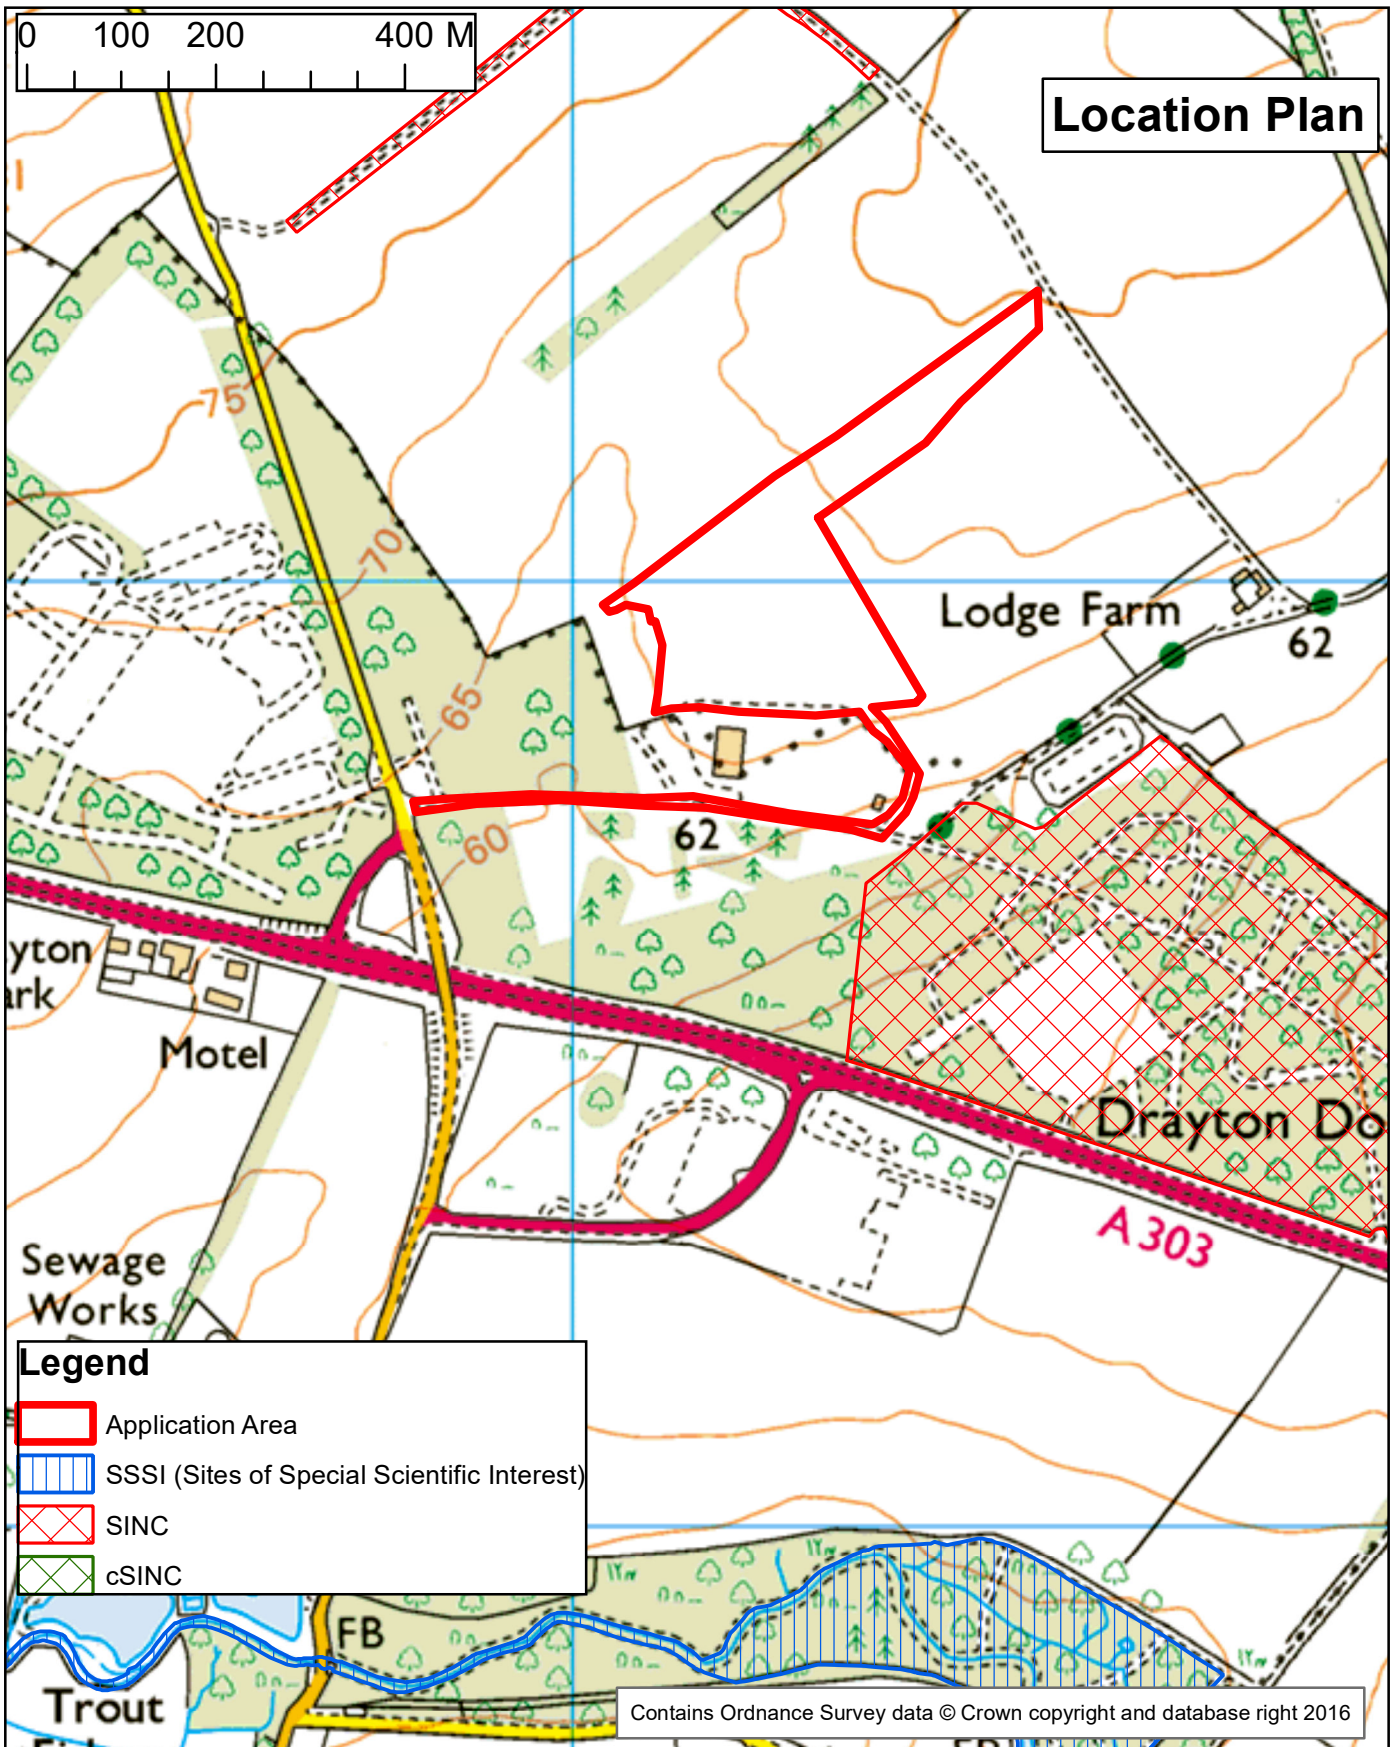 0 100 200 400 M
Location Plan
75
70
Lodge Farm
62
65
62
60
yton
ark
Motel
Drayton Do
A 303
Sewage
Works
Legend
Application Area
SSSI (Sites of Special Scientific Interest)
SINC
cSINC
FB
Trout
Contains Ordnance Survey data © Crown copyright and database right 2016